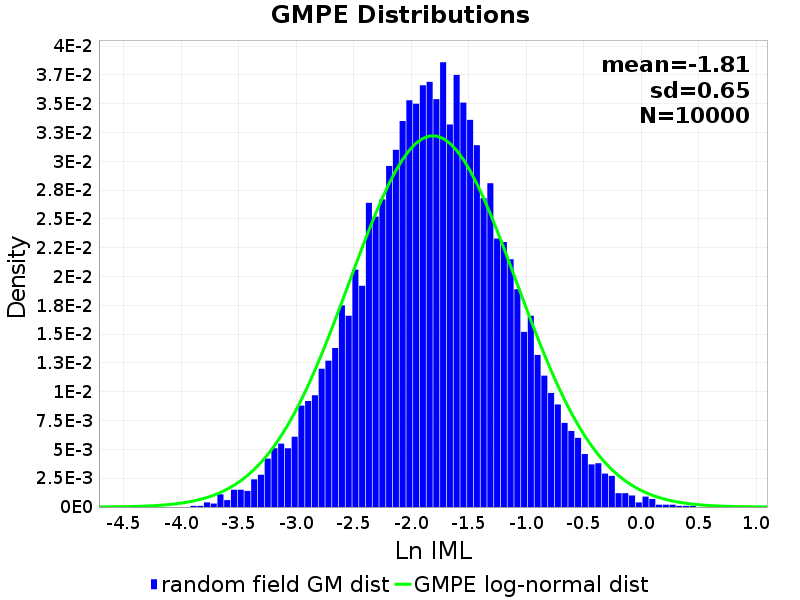 GMPE Distributions
mean=-1.81
sd=0.65
N=10000
4E-2
3.7E-2
3.5E-2
3.3E-2
3E-2
2.8E-2
2.5E-2
2.2E-2
2E-2
1.8E-2
1.5E-2
1.3E-2
1E-2
7.5E-3
5E-3
2.5E-3
0E0
Density
-4.5 -4.0 -3.5 -3.0 -2.5 -2.0 -1.5 -1.0 -0.5 0.0 0.5 1.0
Ln IML
random field GM dist GMPE log-normal dist